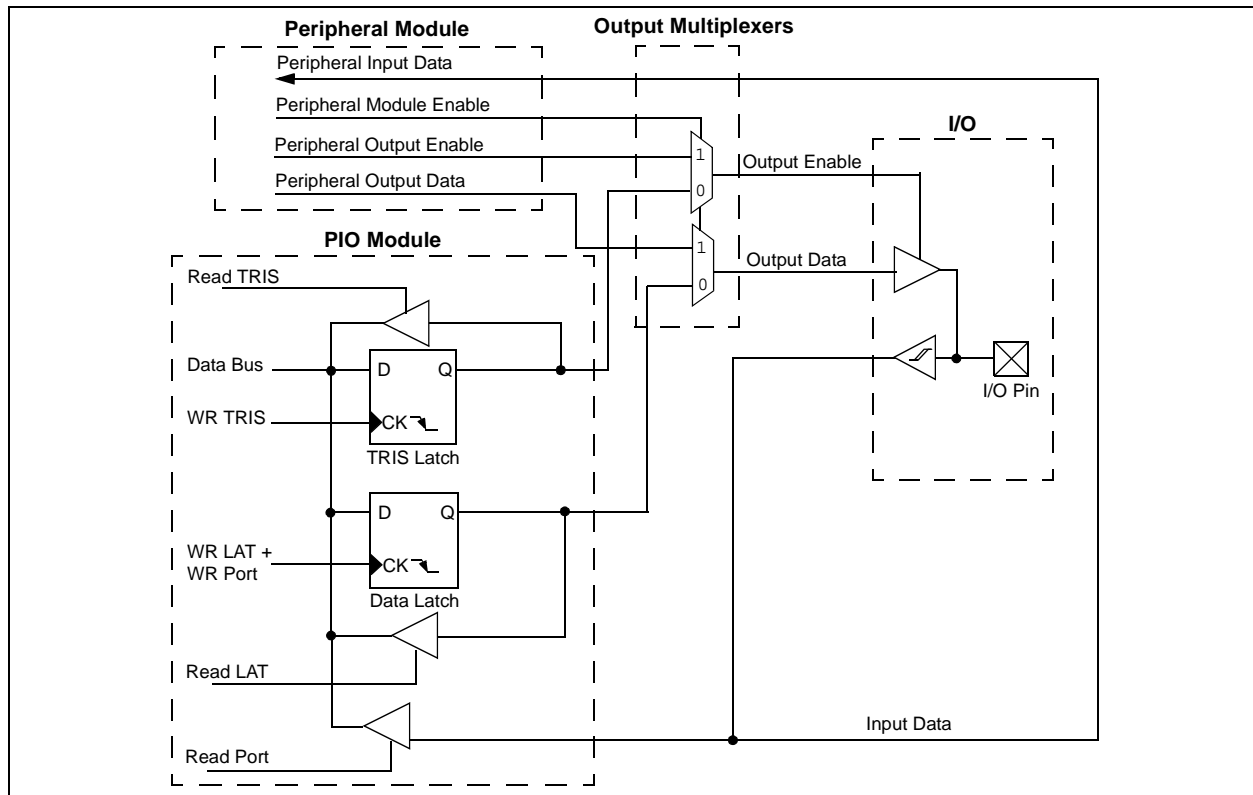 Peripheral Module
Output Multiplexers
Peripheral Input Data
Peripheral Module Enable
I/O
Peripheral Output Enable
1
Output Enable
Peripheral Output Data
0
PIO Module
1
Output Data
0
Read TRIS
Data Bus
D
Q
I/O Pin
WR TRIS
CK
TRIS Latch
D
Q
WR LAT +
WR Port
CK
Data Latch
Read LAT
Input Data
Read Port